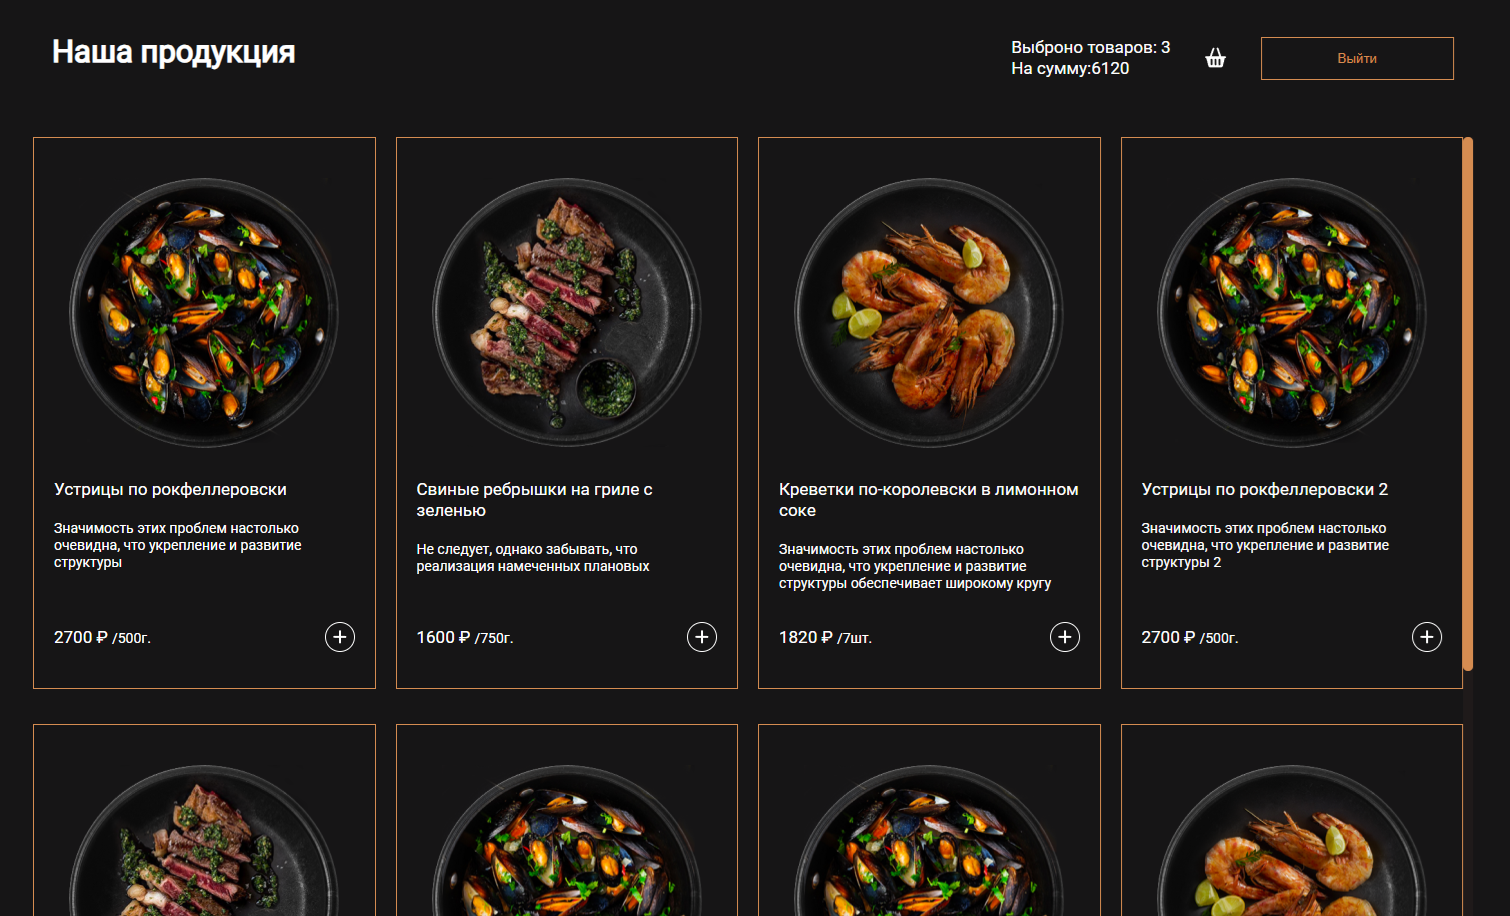 Наша продукция
Выброно товаров: 3
На сумму:6120
Выйти
Устрицы по рокфеллеровски
Значимость этих проблем настолько
очевидна, что укрепление и развитие
структуры
2700 ₽ /500г.
Свиные ребрышки на гриле с
зеленью
Не следует, однако забывать, что
реализация намеченных плановых
1600 ₽ /750г.
Креветки по-королевски в лимонном
соке
Значимость этих проблем настолько
очевидна, что укрепление и развитие
структуры обеспечивает широкому кругу
1820 ₽ /7шт.
Устрицы по рокфеллеровски 2
Значимость этих проблем настолько
очевидна, что укрепление и развитие
структуры 2
2700 ₽ /500г.